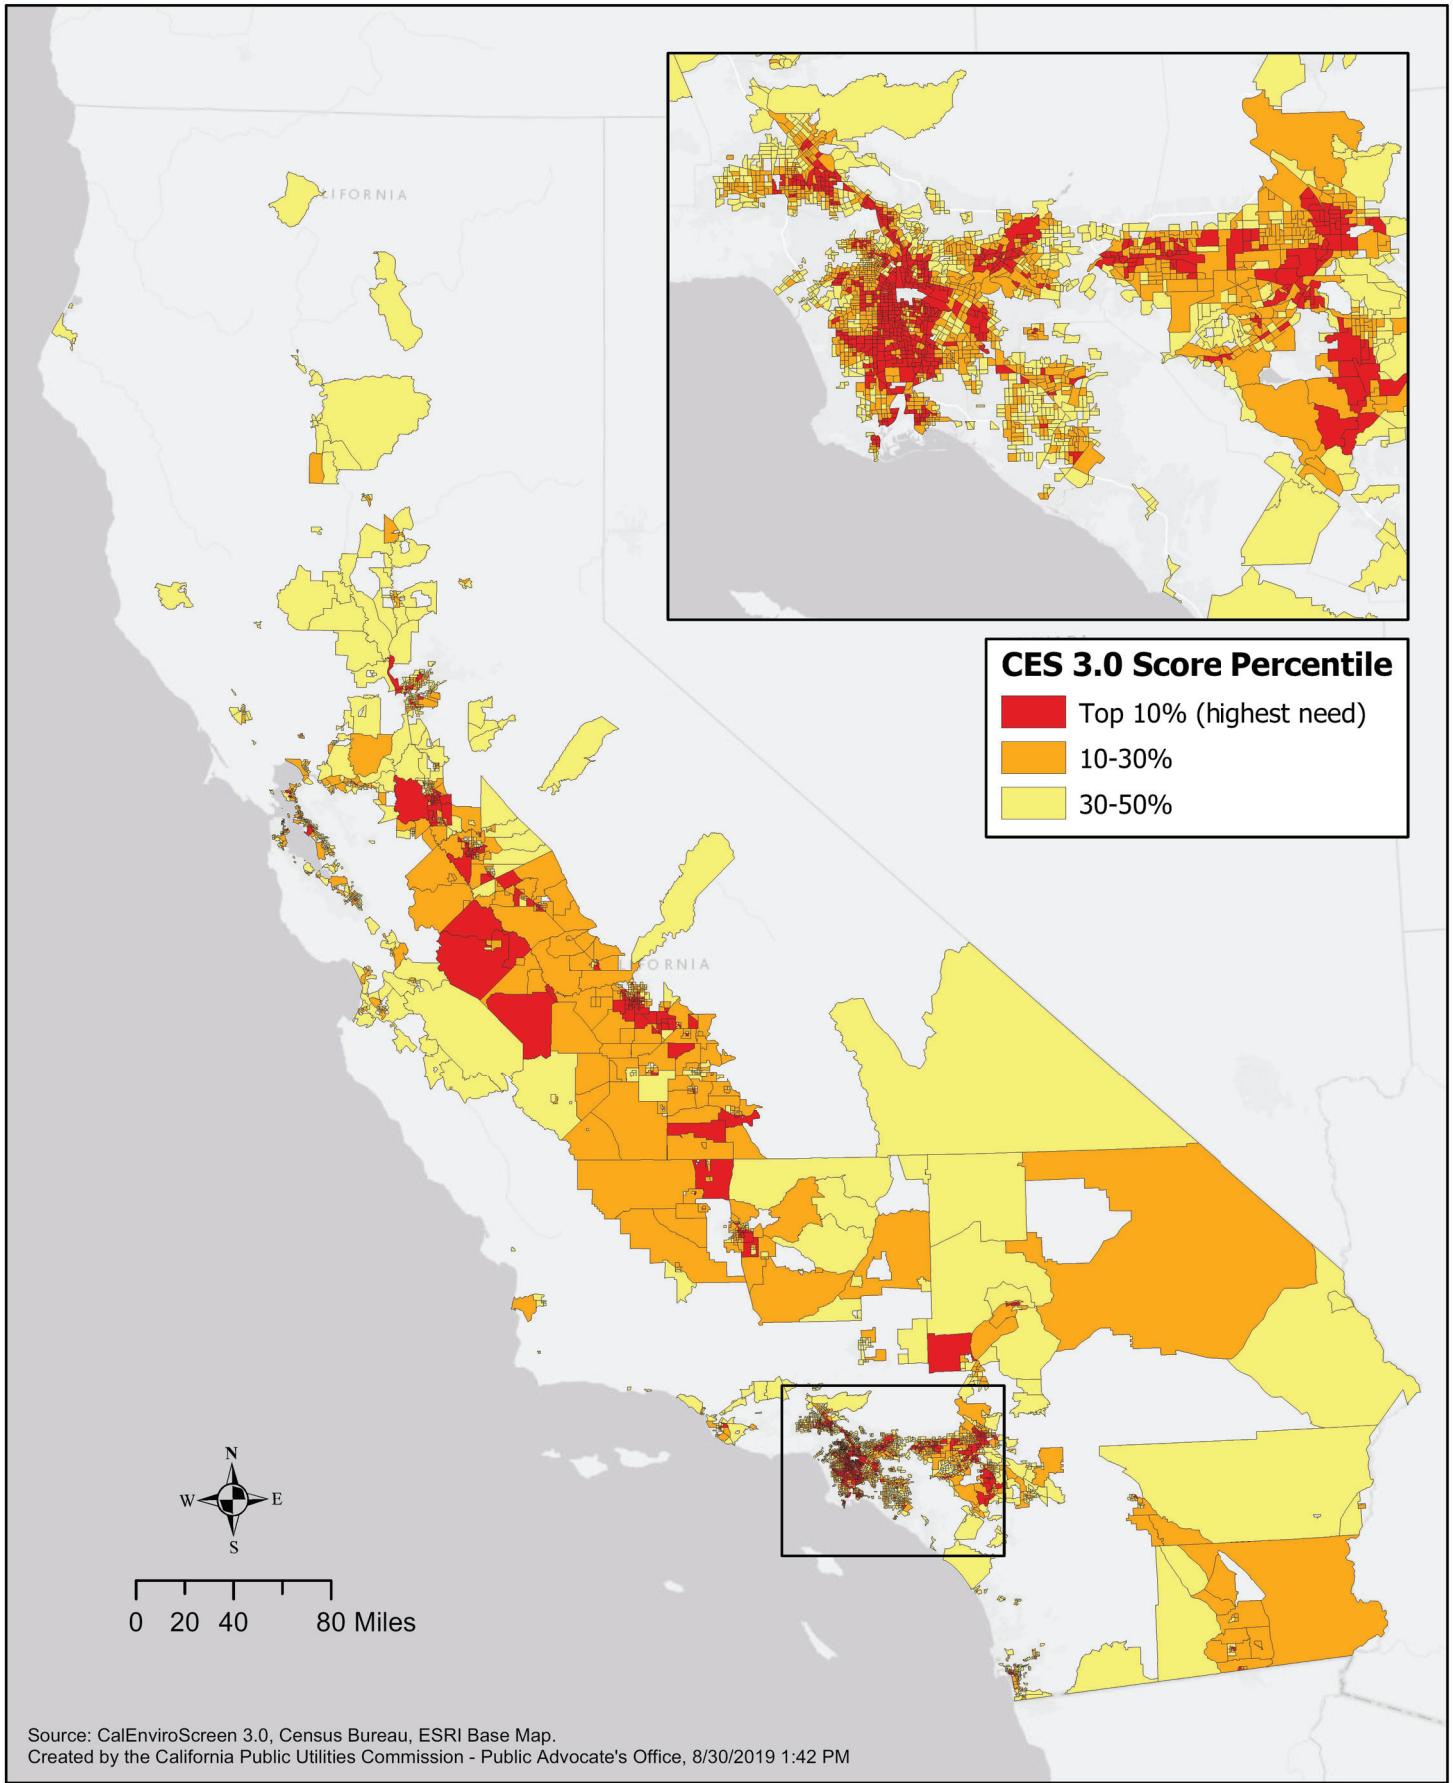 LIFORNIA
CES 3.0 Score Percentile
Top 10% (highest need)
10-30%
30-50%
LIFORNIA
N
W E
S
0 20 40 80 Miles
Source: CalEnviroScreen 3.0, Census Bureau, ESRI Base Map.
Created by the California Public Utilities Commission - Public Advocate's Office, 8/30/2019 1:42 PM